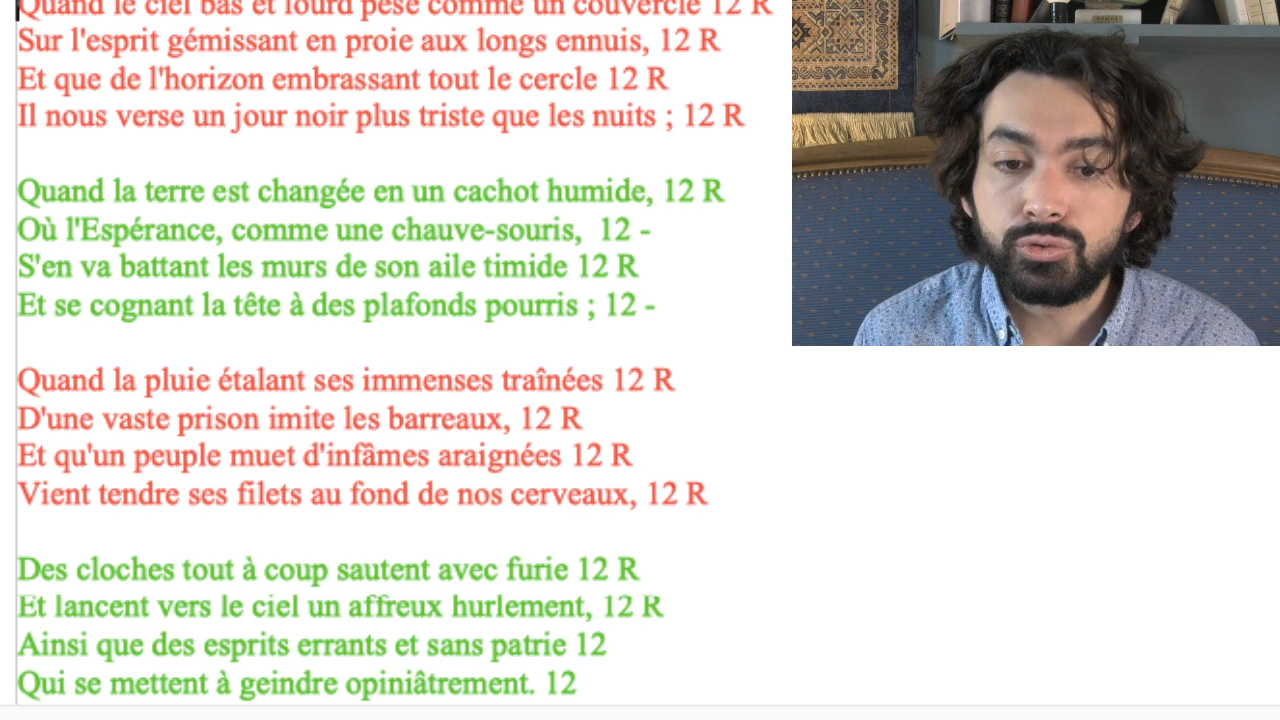 Quand le ciel bas et lourd pèse comme un couvercle 12 R
Sur l'esprit gémissant en proie aux longs ennuis, 12 R
Et que de l'horizon embrassant tout le cercle 12 R
Il nous verse un jour noir plus triste que les nuits ; 12 R
Quand la terre est changée en un cachot humide, 12 R
Où l'Espérance, comme une chauve-souris,  12 -
S'en va battant les murs de son aile timide 12 R
Et se cognant la tête à des plafonds pourris ; 12 -
Quand la pluie étalant ses immenses traînées 12 R
D'une vaste prison imite les barreaux, 12 R
Et qu'un peuple muet d'infâmes araignées 12 R
Vient tendre ses filets au fond de nos cerveaux, 12 R
Des cloches tout à coup sautent avec furie 12 R
Et lancent vers le ciel un affreux hurlement, 12 R
Ainsi que des esprits errants et sans patrie 12
Qui se mettent à geindre opiniâtrement. 12